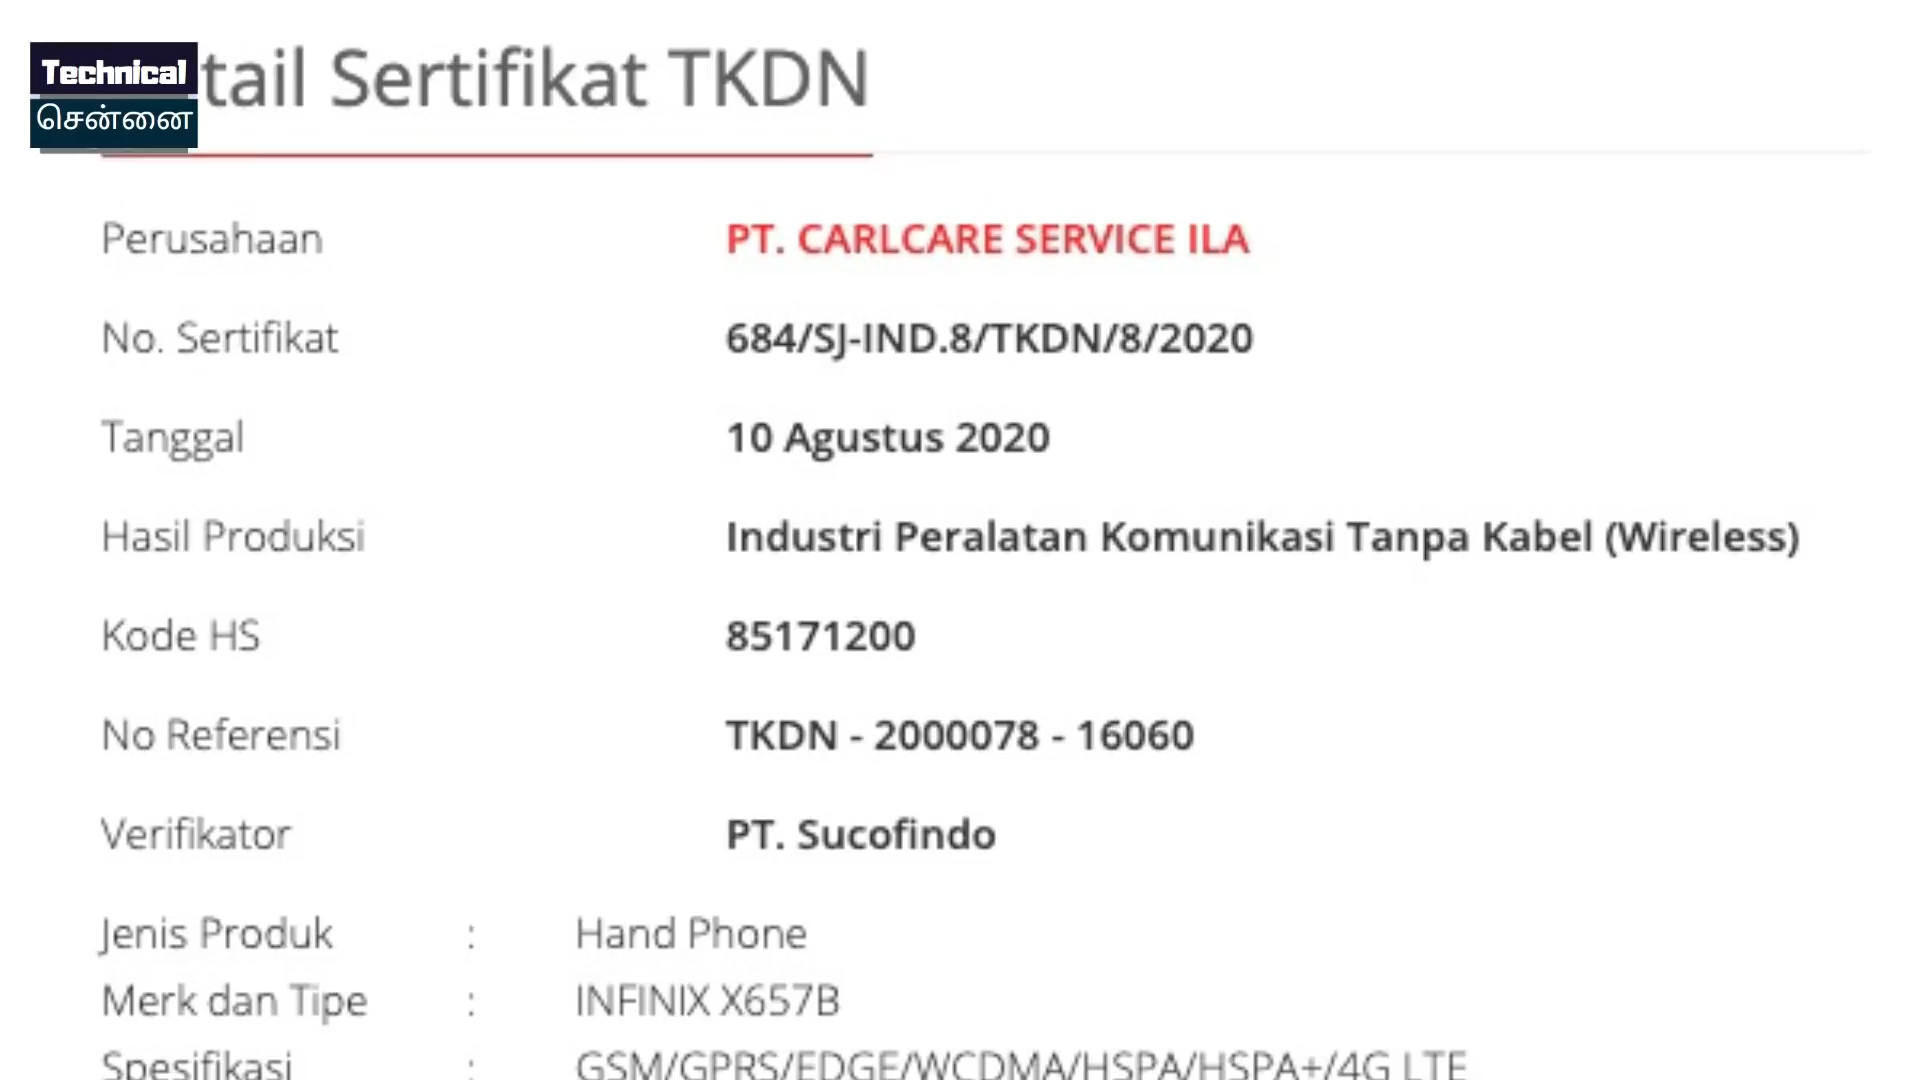 Technical
சென்னை
tail Sertifikat TKDN
Perusahaan PT. CARLCARE SERVICE ILA
No. Sertifikat 684/SJ-IND.8/TKDN/8/2020
Tanggal 10 Agustus 2020
Hasil Produksi Industri Peralatan Komunikasi Tanpa Kabel (Wireless)
Kode HS 85171200
No Referensi TKDN - 2000078 - 16060
Verifikator PT. Sucofindo
Jenis Produk : Hand Phone
Merk dan Tipe : INFINIX X657B
Spesifikasi : GSM/GPRS/EDGE/WCDMA/HSPA/HSPA+/4G LTE